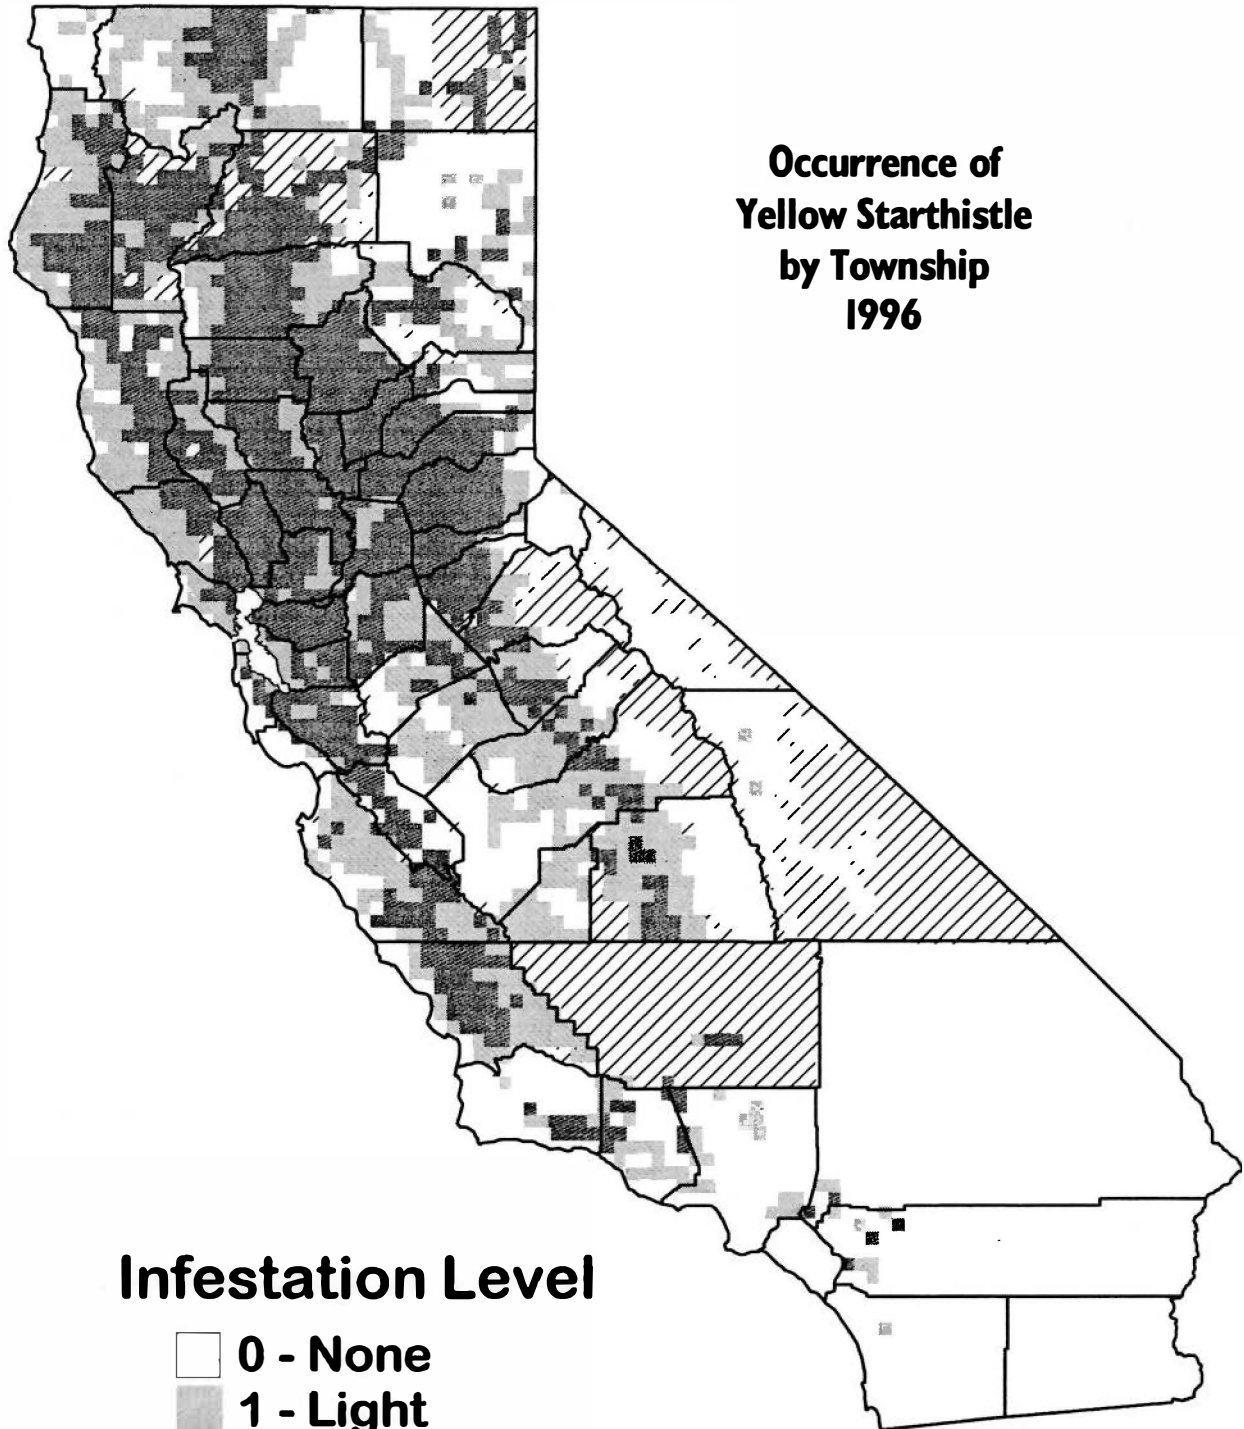 Occurrence of
Yellow Starthistle
by Township
1996
Infestation Level
0 - None
1 - Light